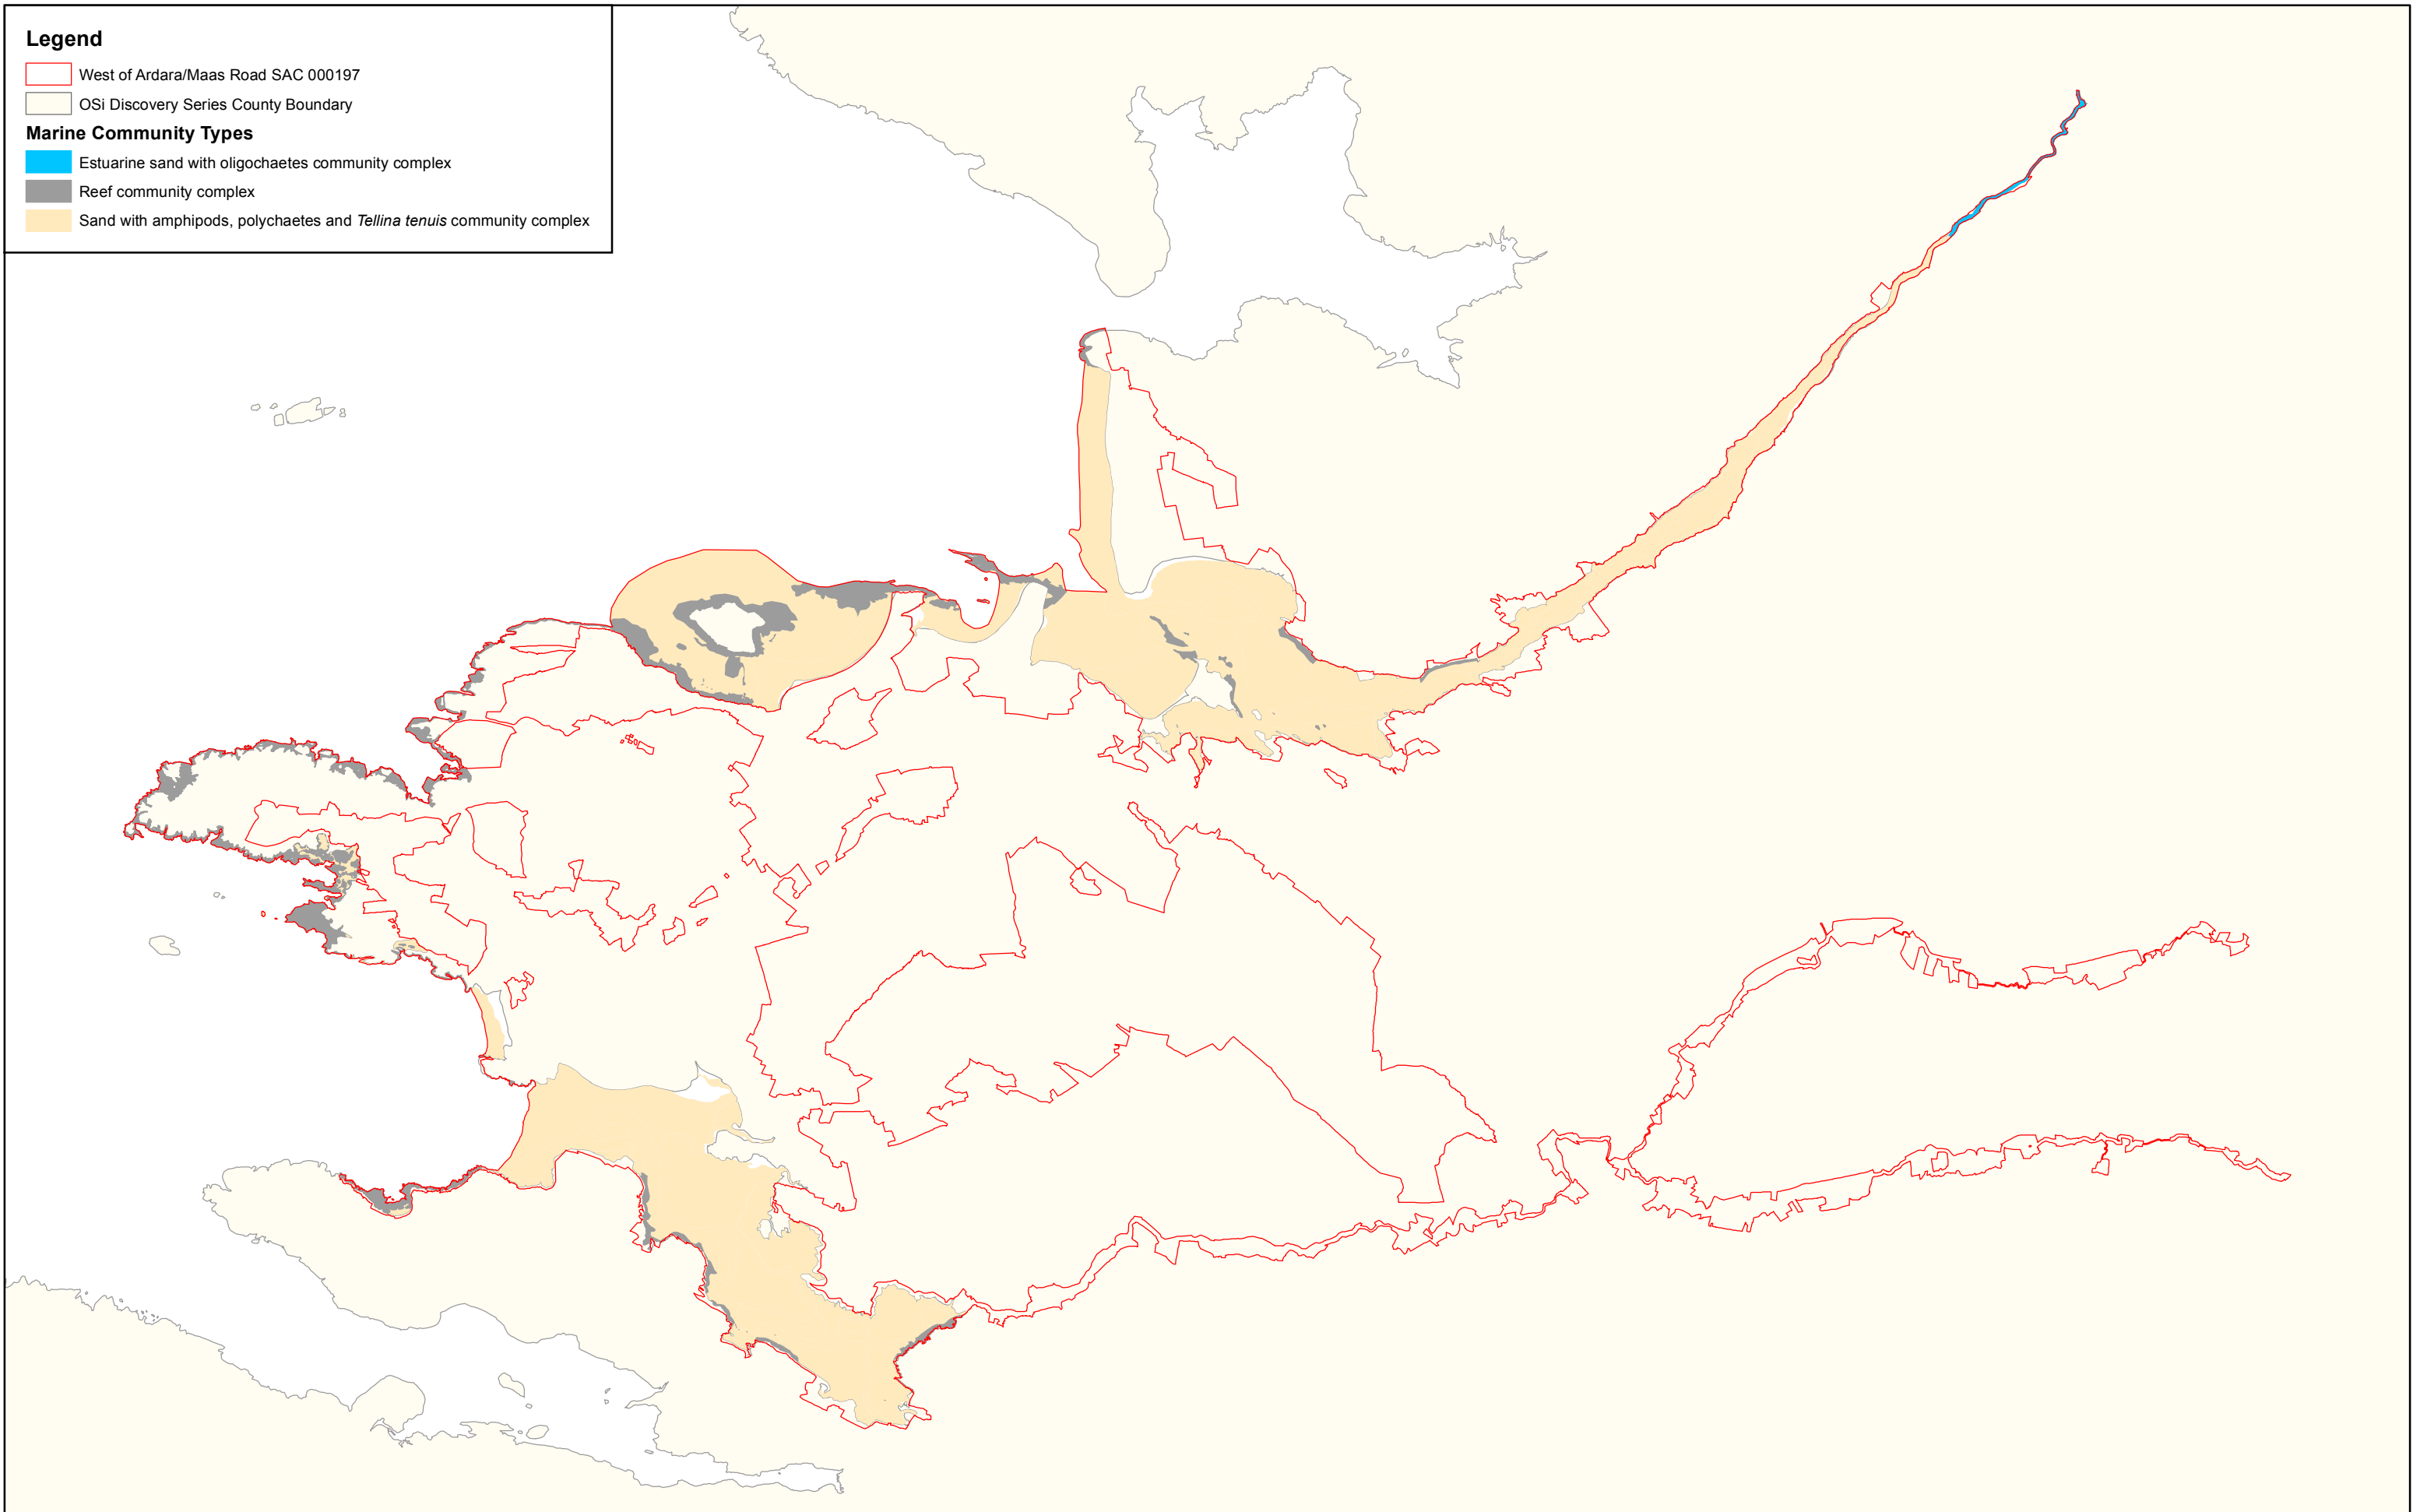 Legend
West of Ardara/Maas Road SAC 000197
OSi Discovery Series County Boundary
Marine Community Types
Estuarine sand with oligochaetes community complex
Reef community complex
Sand with amphipods, polychaetes and Tellina tenuis community complex